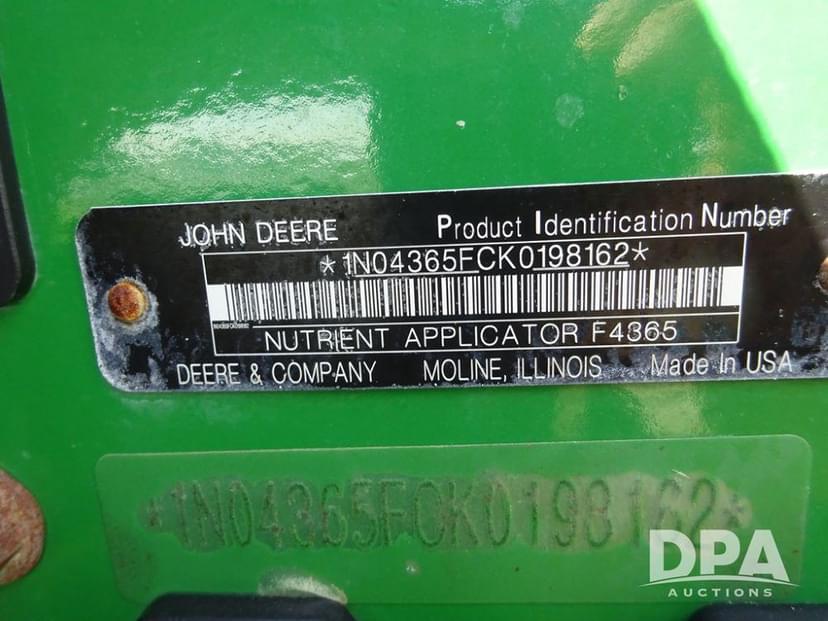 JOHN DEERE Product Identification Number
*1N04365FCK0198162*
NUTRIENT APPLICATOR F4365
DEERE & COMPANY MOLINE, ILLINOIS Made In USA
*1N04365FCK0198162*
DPA
AUCTIONS